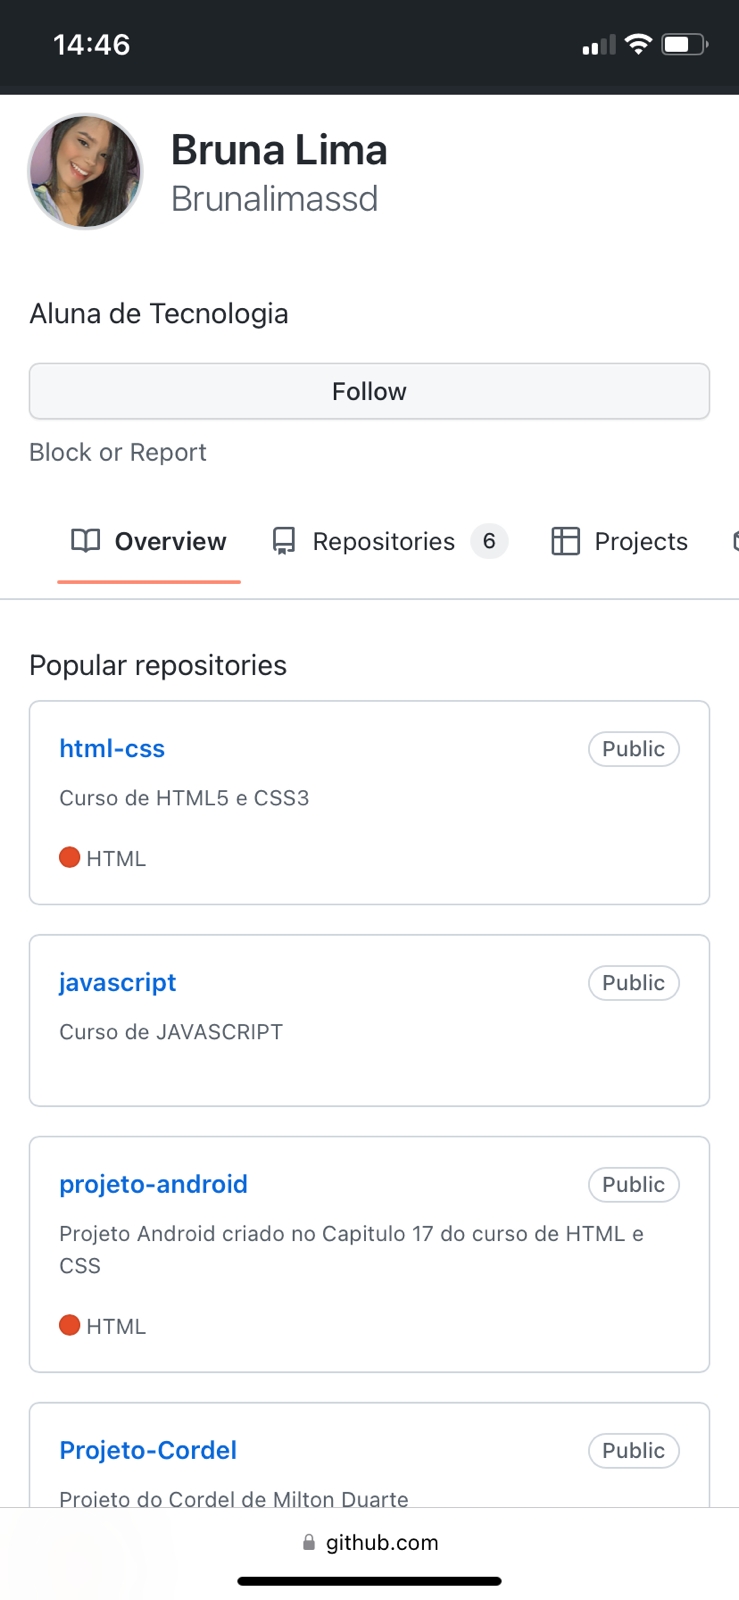 14:46
Bruna Lima
Brunalimassd
Aluna de Tecnologia
Follow
Block or Report
Overview Repositories 6 Projects
Popular repositories
html-css Public
Curso de HTML5 e CSS3
HTML
javascript Public
Curso de JAVASCRIPT
projeto-android Public
Projeto Android criado no Capitulo 17 do curso de HTML e
CSS
HTML
Projeto-Cordel Public
Projeto do Cordel de Milton Duarte
github.com